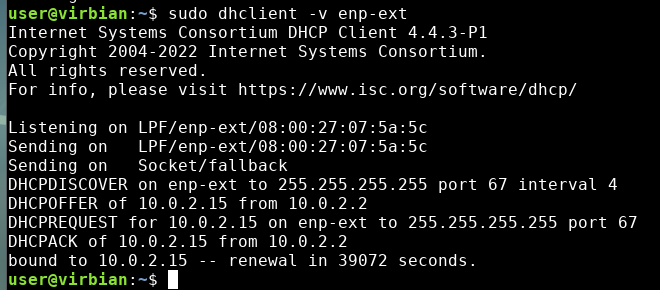 user@virbian:~$ sudo dhclient -v enp-ext
Internet Systems Consortium DHCP Client 4.4.3-P1
Copyright 2004-2022 Internet Systems Consortium.
All rights reserved.
For info, please visit https://www.isc.org/software/dhcp/

Listening on LPF/enp-ext/08:00:27:07:5a:5c
Sending on   LPF/enp-ext/08:00:27:07:5a:5c
Sending on   Socket/fallback
DHCPDISCOVER on enp-ext to 255.255.255.255 port 67 interval 4
DHCPOFFER of 10.0.2.15 from 10.0.2.2
DHCPREQUEST for 10.0.2.15 on enp-ext to 255.255.255.255 port 67
DHCPACK of 10.0.2.15 from 10.0.2.2
bound to 10.0.2.15 -- renewal in 39072 seconds.
user@virbian:~$